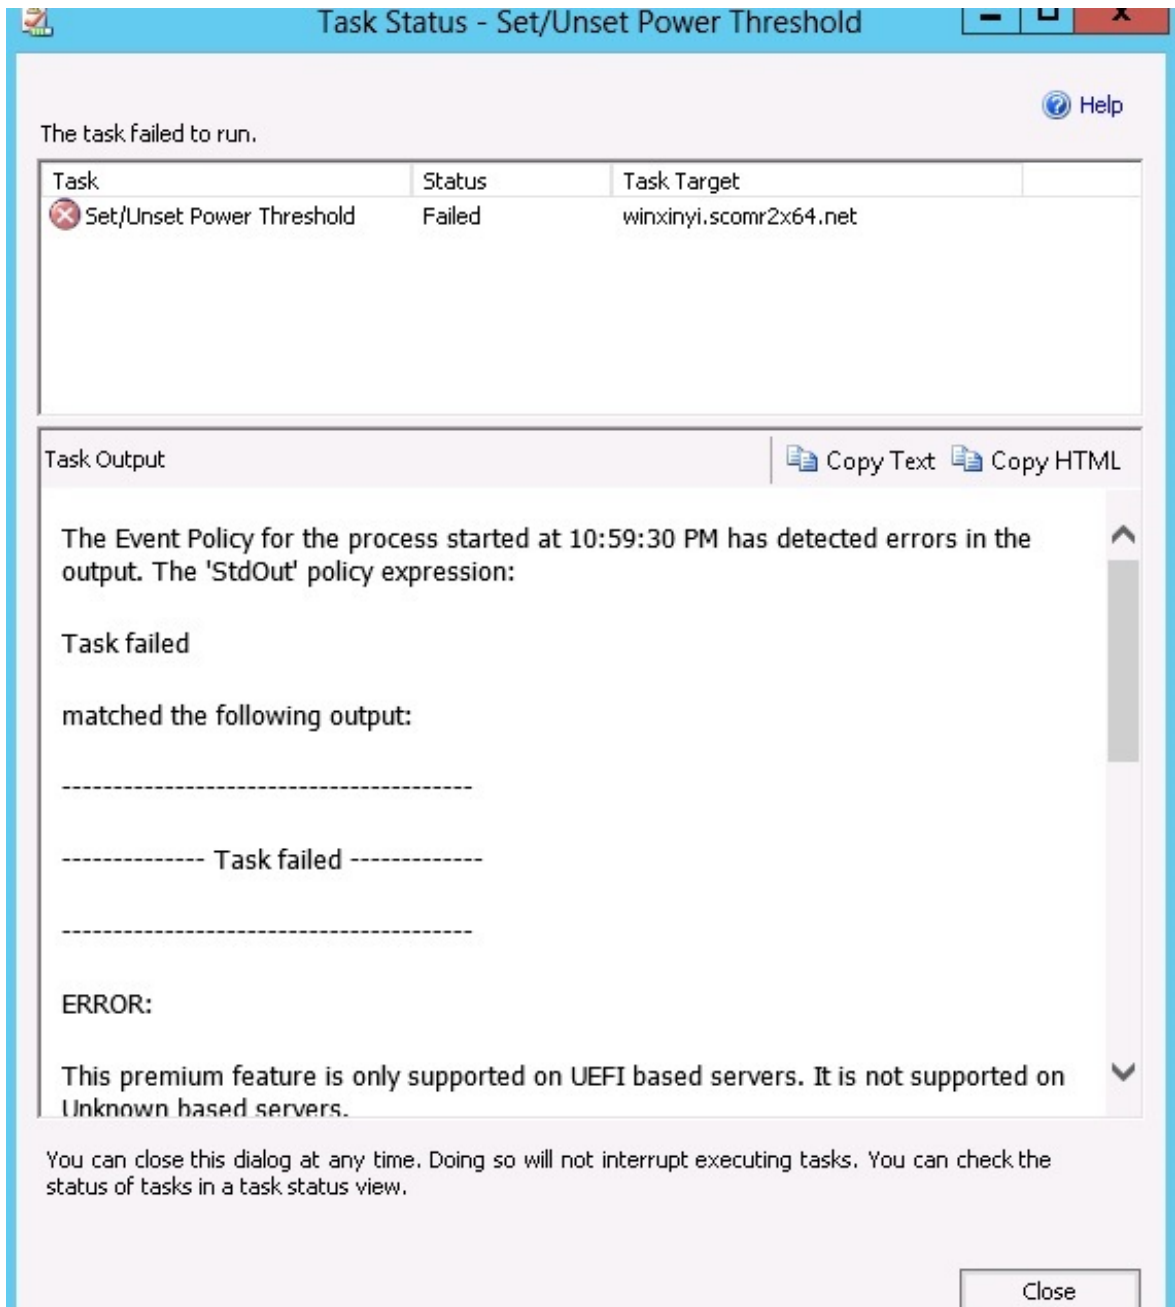 Task Status - Set/Unset Power Threshold
Help
The task failed to run.
Task Status Task Target
Set/Unset Power Threshold Failed winxinyi.scomr2x64.net
Task Output Copy Text Copy HTML
The Event Policy for the process started at 10:59:30 PM has detected errors in the
output. The 'StdOut' policy expression:
Task failed
matched the following output:
----------------------------------------
-------------- Task failed -------------
----------------------------------------
ERROR:
This premium feature is only supported on UEFI based servers. It is not supported on
Unknown based servers.
You can close this dialog at any time. Doing so will not interrupt executing tasks. You can check the
status of tasks in a task status view.
Close